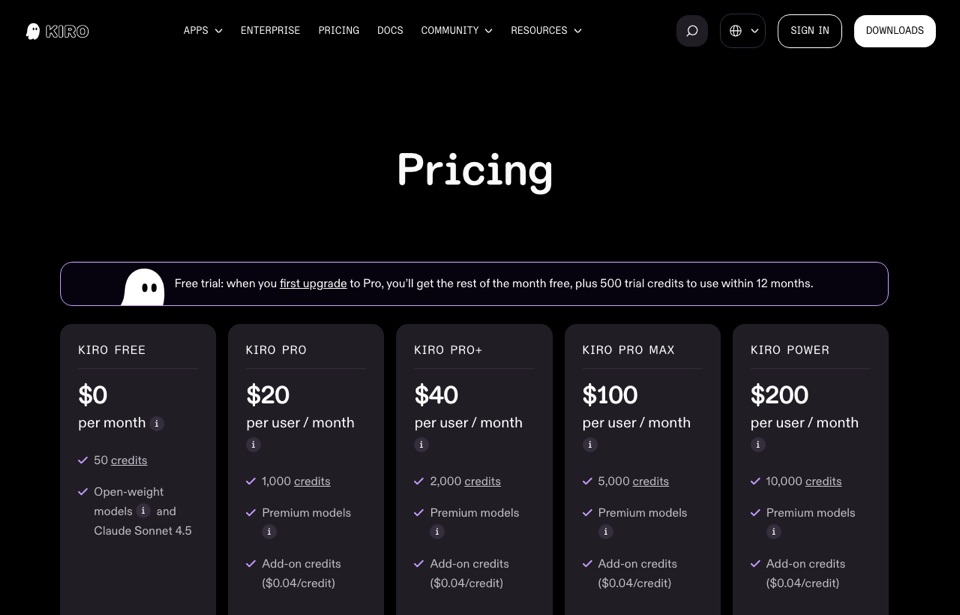 KIRO
APPS
ENTERPRISE
PRICING
DOCS
COMMUNITY
RESOURCES
SIGN IN
DOWNLOADS
Pricing
Free trial: when you first upgrade to Pro, you'll get the rest of the month free, plus 500 trial credits to use within 12 months.
KIRO FREE
$0
per month i
50 credits
Open-weight
models i and
Claude Sonnet 4.5
KIRO PRO
$20
per user / month
i
1,000 credits
Premium models
i
Add-on credits
($0.04/credit)
KIRO PRO+
$40
per user / month
i
2,000 credits
Premium models
i
Add-on credits
($0.04/credit)
KIRO PRO MAX
$100
per user / month
i
5,000 credits
Premium models
i
Add-on credits
($0.04/credit)
KIRO POWER
$200
per user / month
i
10,000 credits
Premium models
i
Add-on credits
($0.04/credit)